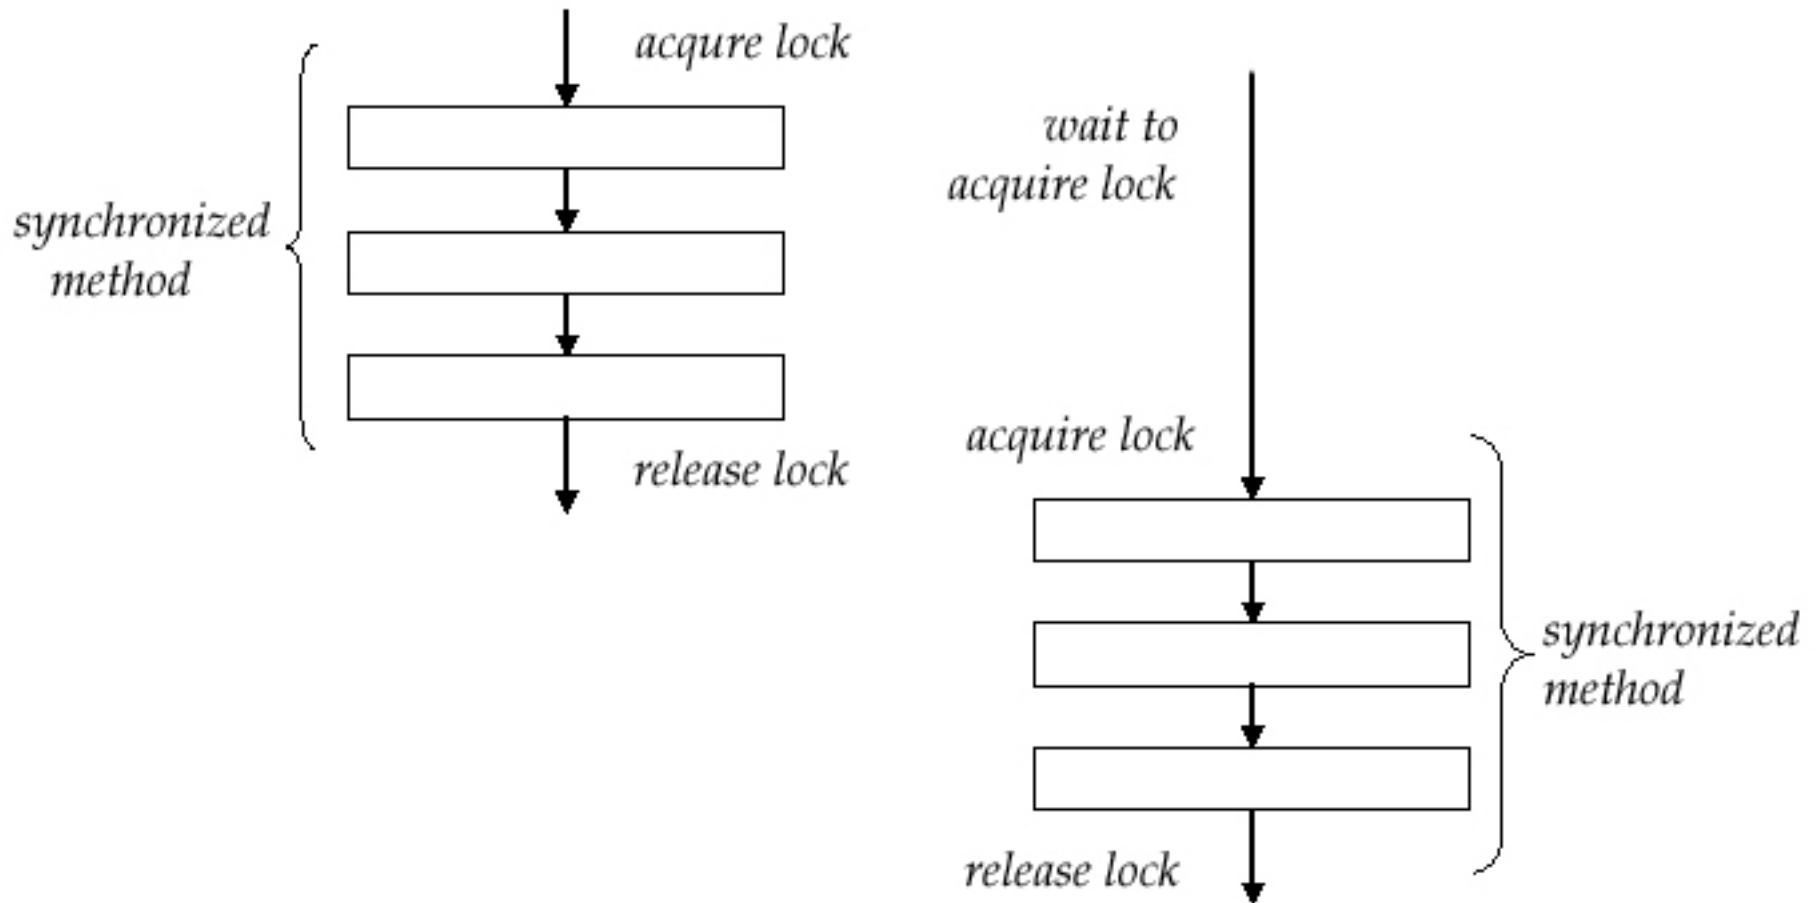 acqure lock
synchronized
method
release lock
wait to
acquire lock
acquire lock
synchronized
method
release lock